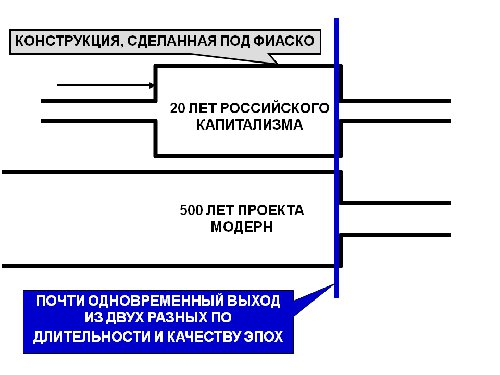 КОНСТРУКЦИЯ, СДЕЛАННАЯ ПОД ФИАСКО
20 ЛЕТ РОССИЙСКОГО
КАПИТАЛИЗМА
500 ЛЕТ ПРОЕКТА
МОДЕРН
ПОЧТИ ОДНОВРЕМЕННЫЙ ВЫХОД
ИЗ ДВУХ РАЗНЫХ ПО
ДЛИТЕЛЬНОСТИ И КАЧЕСТВУ ЭПОХ